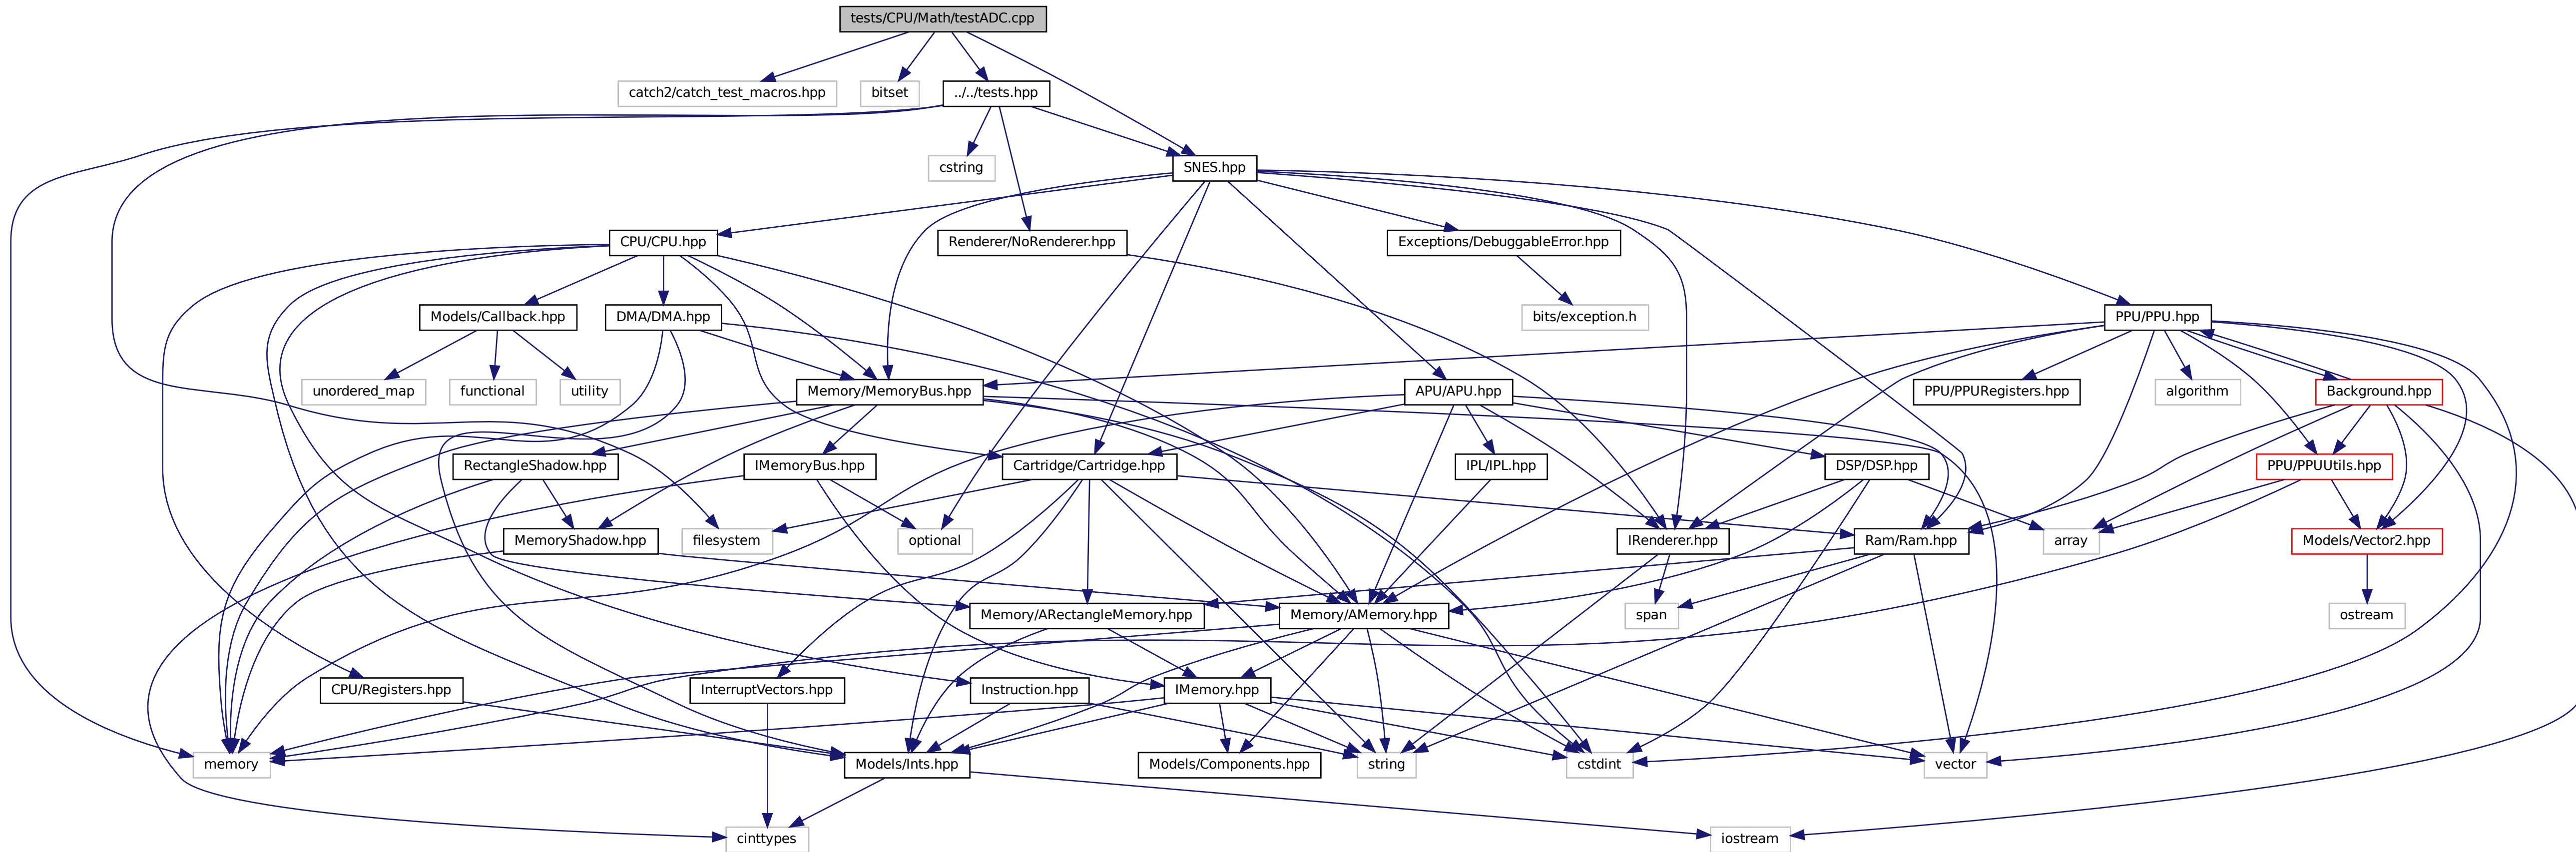 tests/CPU/Math/testADC.cpp
catch2/catch_test_macros.hpp
bitset
../../tests.hpp
cstring
SNES.hpp
CPU/CPU.hpp
Renderer/NoRenderer.hpp
Exceptions/DebuggableError.hpp
Models/Callback.hpp
DMA/DMA.hpp
bits/exception.h
PPU/PPU.hpp
unordered_map
functional
utility
Memory/MemoryBus.hpp
APU/APU.hpp
PPU/PPURegisters.hpp
algorithm
Background.hpp
RectangleShadow.hpp
IMemoryBus.hpp
Cartridge/Cartridge.hpp
IPL/IPL.hpp
DSP/DSP.hpp
PPU/PPUUtils.hpp
MemoryShadow.hpp
filesystem
optional
IRenderer.hpp
Ram/Ram.hpp
array
Models/Vector2.hpp
Memory/ARectangleMemory.hpp
Memory/AMemory.hpp
span
ostream
CPU/Registers.hpp
InterruptVectors.hpp
Instruction.hpp
IMemory.hpp
memory
Models/Ints.hpp
Models/Components.hpp
string
cstdint
vector
cinttypes
iostream